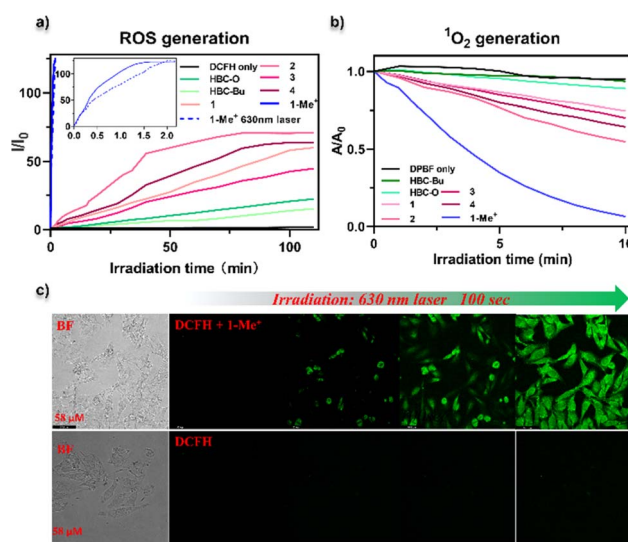 a)
ROS generation
I/I₀
125
100
75
50
25
0
100
50
0
0.0 0.5 1.0 1.5 2.0
DCFH only
HBC-O
HBC-Bu
1
2
3
4
1-Me⁺
1-Me⁺ 630nm laser
0 50 100
Irradiation time (min)
b)
¹O₂ generation
A/A₀
1.0
0.5
0.0
DPBF only
HBC-Bu
HBC-O
1
2
3
4
1-Me⁺
0 5 10
Irradiation time (min)
c)
Irradiation: 630 nm laser 100 sec
BF
DCFH + 1-Me⁺
58 μM
BF
DCFH
58 μM